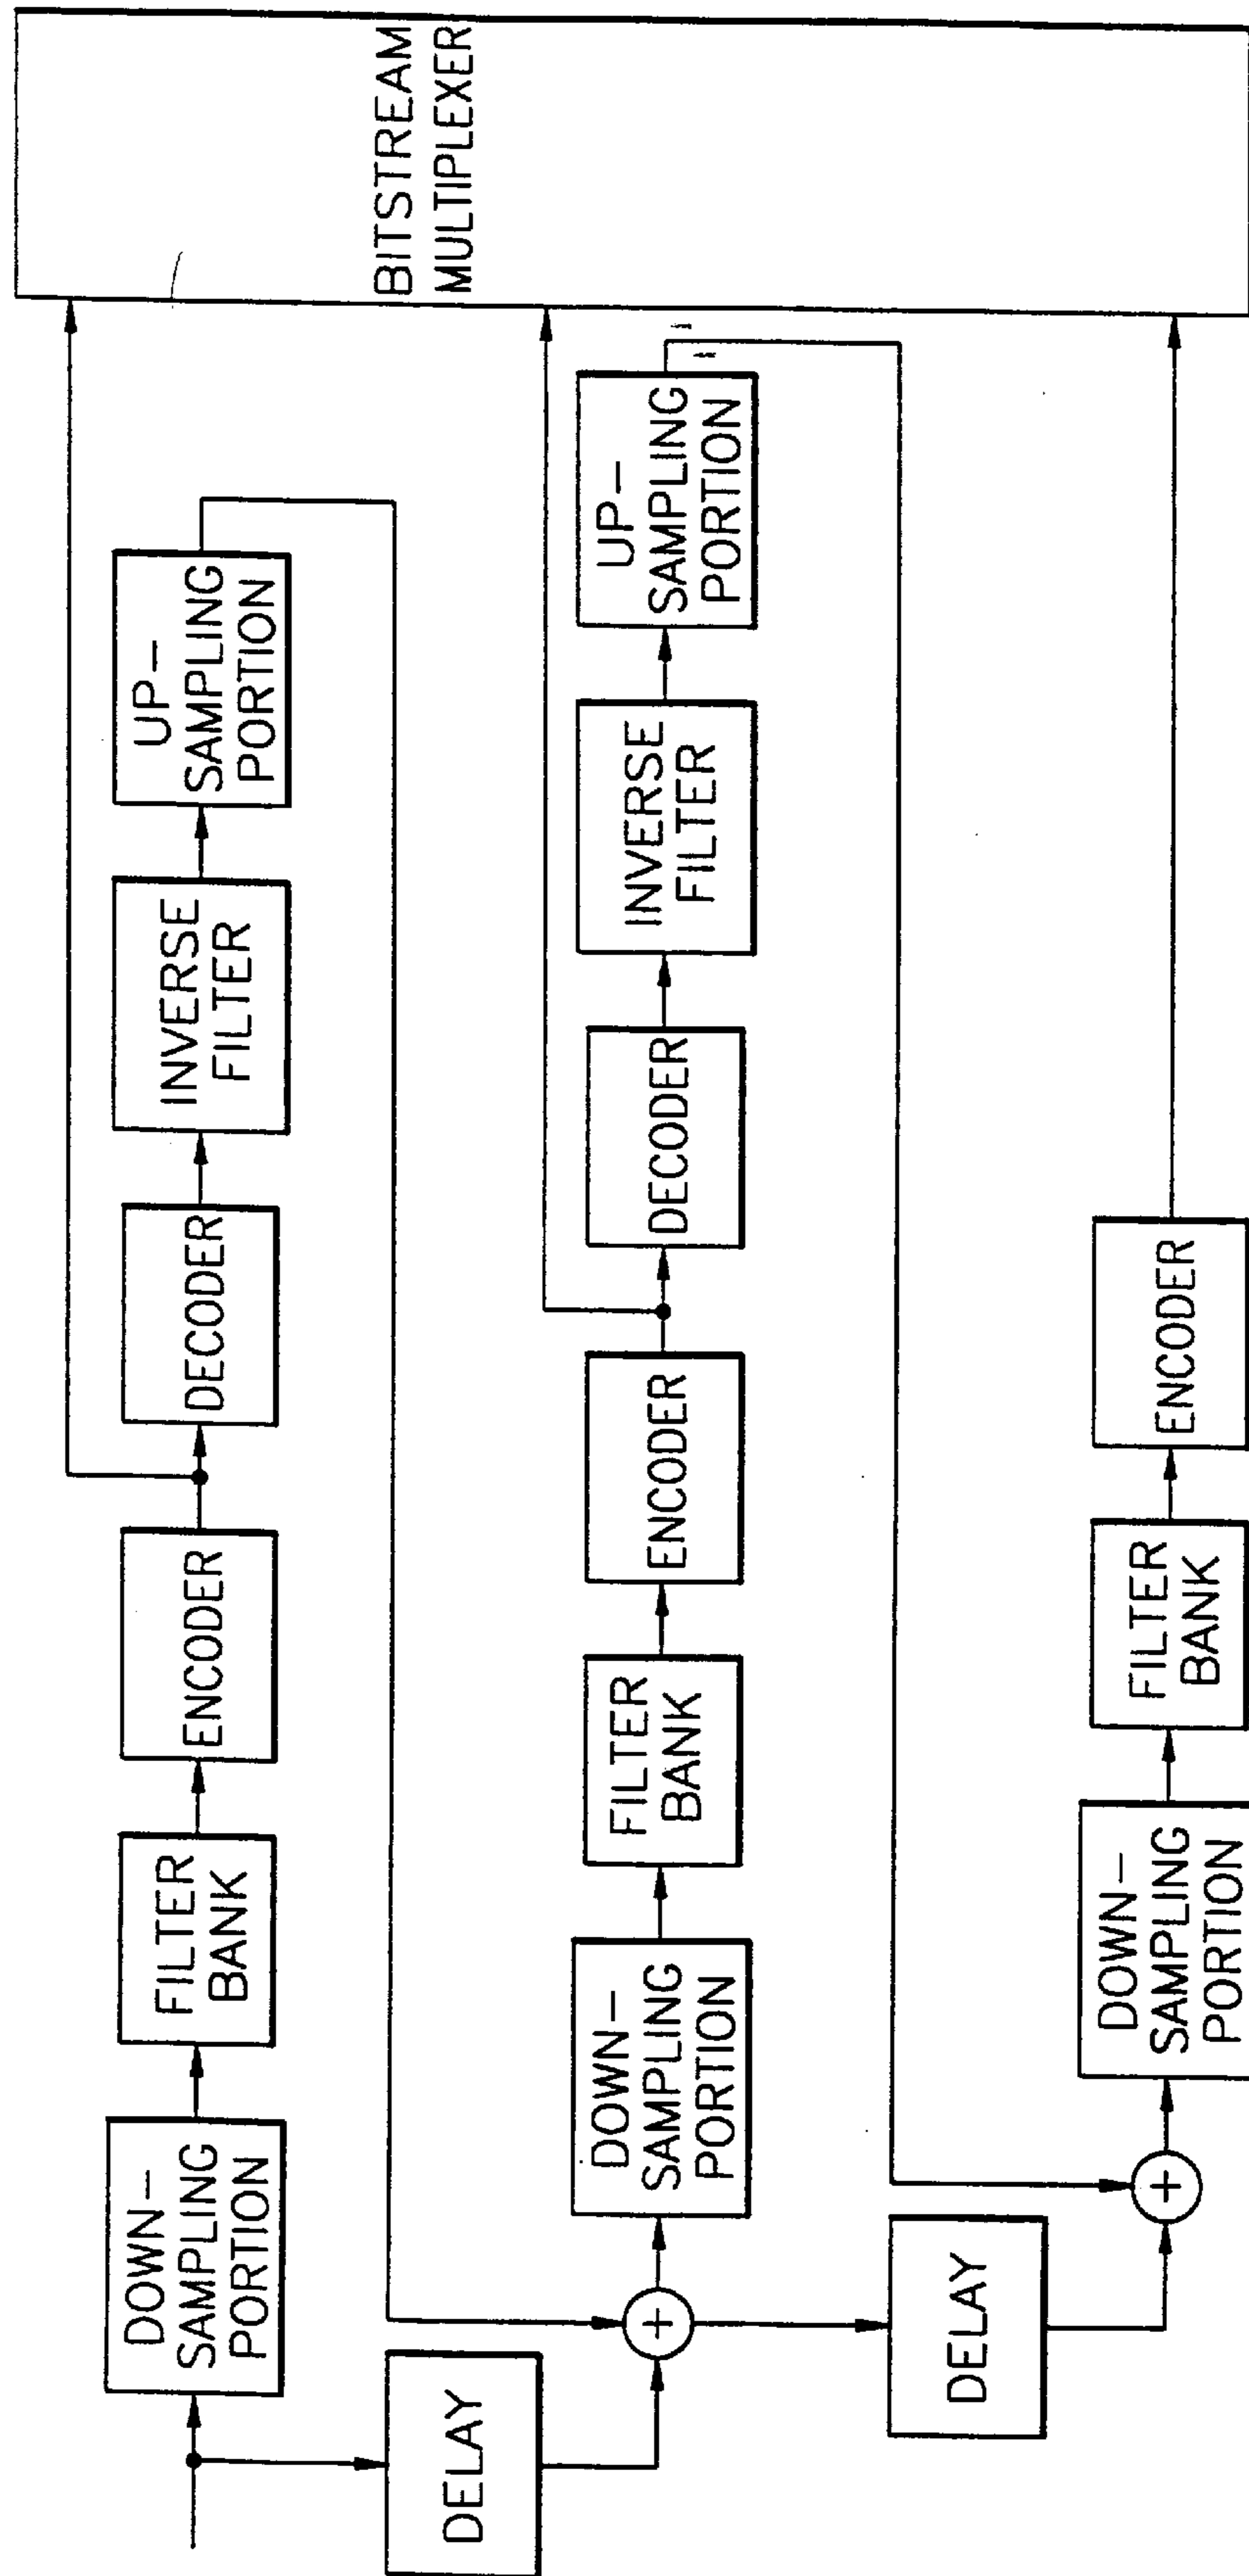 DOWN-
SAMPLING
PORTION
FILTER
BANK
ENCODER
DECODER
INVERSE
FILTER
UP-
SAMPLING
PORTION
BITSTREAM
MULTIPLEXER
DELAY
DOWN-
SAMPLING
PORTION
FILTER
BANK
ENCODER
DECODER
INVERSE
FILTER
UP-
SAMPLING
PORTION
DELAY
DOWN-
SAMPLING
PORTION
FILTER
BANK
ENCODER
+
+